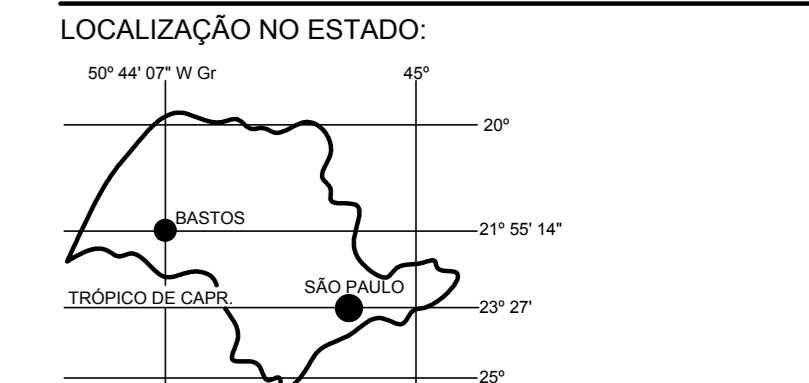 LOCALIZAÇÃO NO ESTADO:
50º 44' 07" W Gr
45º
20º
BASTOS
21º 55' 14"
SÃO PAULO
TRÓPICO DE CAPR.
23º 27'
25º